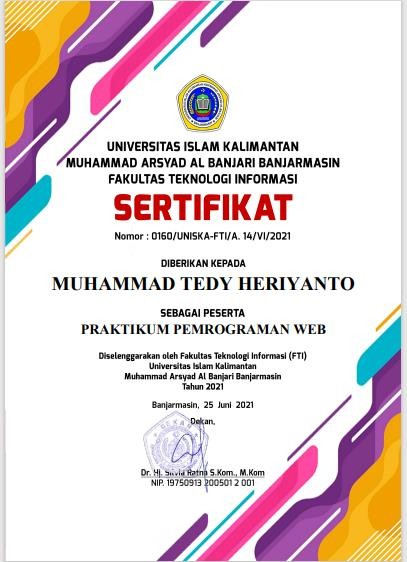 UNIVERSITAS ISLAM KALIMANTAN
MUHAMMAD ARSYAD AL BANJARI BANJARMASIN
FAKULTAS TEKNOLOGI INFORMASI
SERTIFIKAT
Nomor : 0160/UNISKA-FTI/A. 14/VI/2021
DIBERIKAN KEPADA
MUHAMMAD TEDY HERIYANTO
SEBAGAI PESERTA
PRAKTIKUM PEMROGRAMAN WEB
Diselenggarakan oleh Fakultas Teknologi Informasi (FTI)
Universitas Islam Kalimantan
Muhammad Arsyad Al Banjari Banjarmasin
Tahun 2021
Banjarmasin, 25 Juni 2021
Dekan,
Dr. Hj. Silvia Ratna S.Kom., M.Kom
NIP. 19750913 200501 2 001